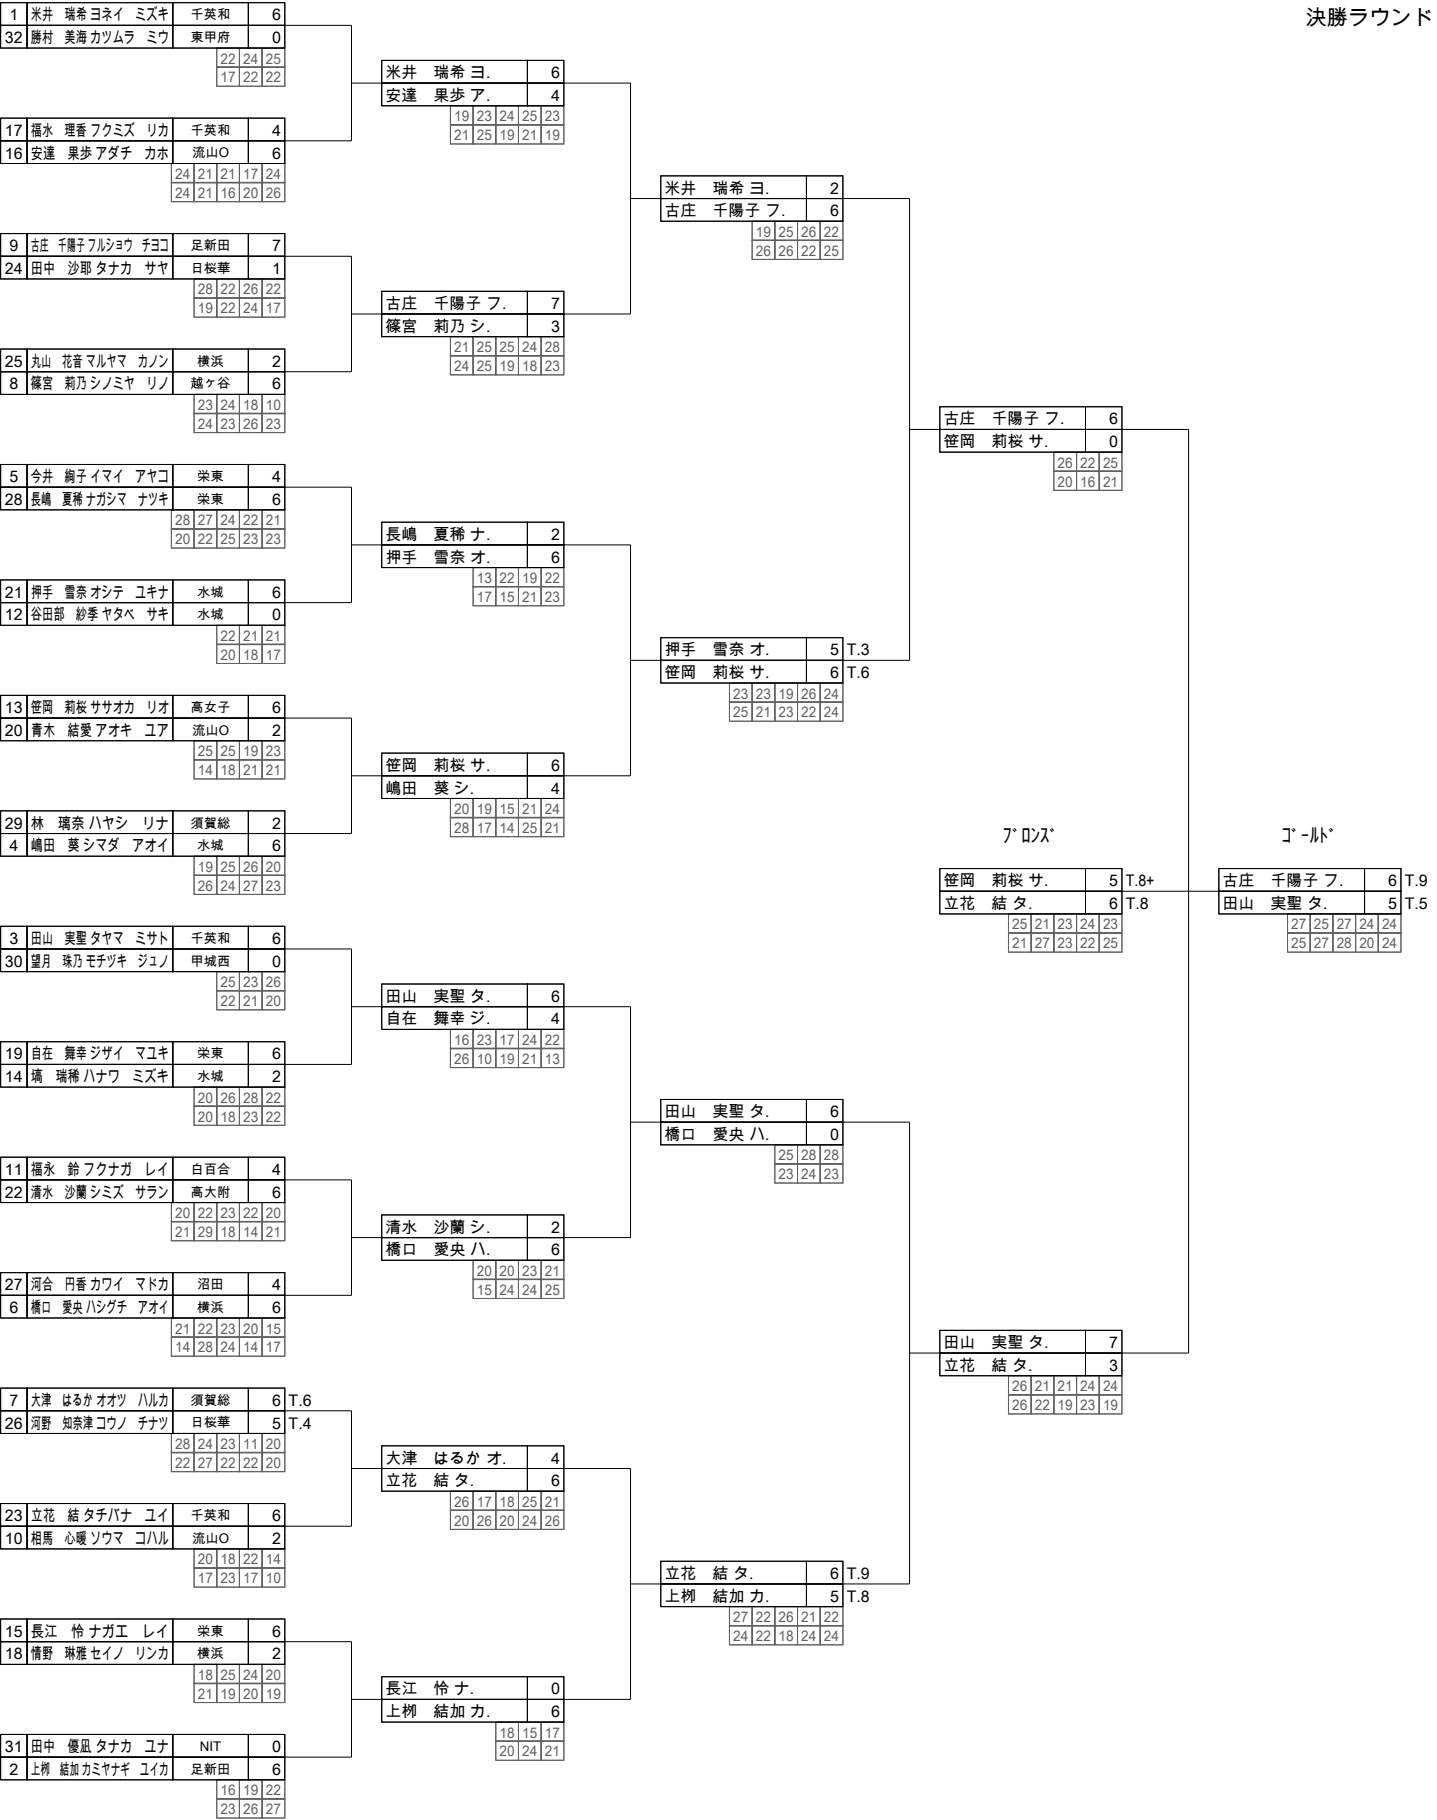 決勝ラウンド
1 米井 瑞希 ヨネイ ミズキ 千英和 6
32 勝村 美海 カツムラ ミウ 東甲府 0
22 24 25
17 22 22
17 福水 理香 フクミズ リカ 千英和 4
16 安達 果歩 アダチ カホ 流山O 6
24 21 21 17 24
24 21 16 20 26
9 古庄 千陽子 フルショウ チヨコ 足新田 7
24 田中 沙耶 タナカ サヤ 日桜華 1
28 22 26 22
19 22 24 17
25 丸山 花音 マルヤマ カノン 横浜 2
8 篠宮 莉乃 シノミヤ リノ 越ケ谷 6
23 24 18 10
24 23 26 23
5 今井 絢子 イマイ アヤコ 栄東 4
28 長嶋 夏稀 ナガシマ ナツキ 栄東 6
28 27 24 22 21
20 22 25 23 23
21 押手 雪奈 オシテ ユキナ 水城 6
12 谷田部 紗季 ヤタベ サキ 水城 0
22 21 21
20 18 17
13 笹岡 莉桜 ササオカ リオ 高女子 6
20 青木 結愛 アオキ ユア 流山O 2
25 25 19 23
14 18 21 21
29 林 璃奈 ハヤシ リナ 須賀総 2
4 嶋田 葵 シマダ アオイ 水城 6
19 25 26 20
26 24 27 23
3 田山 実聖 タヤマ ミサト 千英和 6
30 望月 珠乃 モチヅキ ジュノ 甲城西 0
25 23 26
22 21 20
19 自在 舞幸 ジザイ マユキ 栄東 6
14 塙 瑞稀 ハナワ ミズキ 水城 2
20 26 28 22
20 18 23 22
11 福永 鈴 フクナガ レイ 白百合 4
22 清水 沙蘭 シミズ サラン 高大附 6
20 22 23 22 20
21 29 18 14 21
27 河合 円香 カワイ マドカ 沼田 4
6 橋口 愛央 ハシグチ アオイ 横浜 6
21 22 23 20 15
14 28 24 14 17
7 大津 はるか オオツ ハルカ 須賀総 6 T.6
26 河野 知奈津 コウノ チナツ 日桜華 5 T.4
28 24 23 11 20
22 27 22 22 20
23 立花 結 タチバナ ユイ 千英和 6
10 相馬 心暖 ソウマ コハル 流山O 2
20 18 22 14
17 23 17 10
15 長江 怜 ナガエ レイ 栄東 6
18 情野 琳雅 セイノ リンカ 横浜 2
18 25 24 20
21 19 20 19
31 田中 優凪 タナカ ユナ NIT 0
2 上栁 結加 カミヤナギ ユイカ 足新田 6
16 19 22
23 26 27
米井 瑞希 ヨ. 6
安達 果歩 ア. 4
19 23 24 25 23
21 25 19 21 19
古庄 千陽子 フ. 7
篠宮 莉乃 シ. 3
21 25 25 24 28
24 25 19 18 23
長嶋 夏稀 ナ. 2
押手 雪奈 オ. 6
13 22 19 22
17 15 21 23
笹岡 莉桜 サ. 6
嶋田 葵 シ. 4
20 19 15 21 24
28 17 14 25 21
田山 実聖 タ. 6
自在 舞幸 ジ. 4
16 23 17 24 22
26 10 19 21 13
清水 沙蘭 シ. 2
橋口 愛央 ハ. 6
20 20 23 21
15 24 24 25
大津 はるか オ. 4
立花 結 タ. 6
26 17 18 25 21
20 26 20 24 26
長江 怜 ナ. 0
上栁 結加 カ. 6
18 15 17
20 24 21
米井 瑞希 ヨ. 2
古庄 千陽子 フ. 6
19 25 26 22
26 26 22 25
押手 雪奈 オ. 5 T.3
笹岡 莉桜 サ. 6 T.6
23 23 19 26 24
25 21 23 22 24
田山 実聖 タ. 6
橋口 愛央 ハ. 0
25 28 28
23 24 23
立花 結 タ. 6 T.9
上栁 結加 カ. 5 T.8
27 22 26 21 22
24 22 18 24 24
古庄 千陽子 フ. 6
笹岡 莉桜 サ. 0
26 22 25
20 16 21
ﾌﾞﾛﾝｽﾞ
笹岡 莉桜 サ. 5 T.8+
立花 結 タ. 6 T.8
25 21 23 24 23
21 27 23 22 25
田山 実聖 タ. 7
立花 結 タ. 3
26 21 21 24 24
26 22 19 23 19
ｺﾞｰﾙﾄﾞ
古庄 千陽子 フ. 6 T.9
田山 実聖 タ. 5 T.5
27 25 27 24 24
25 27 28 20 24